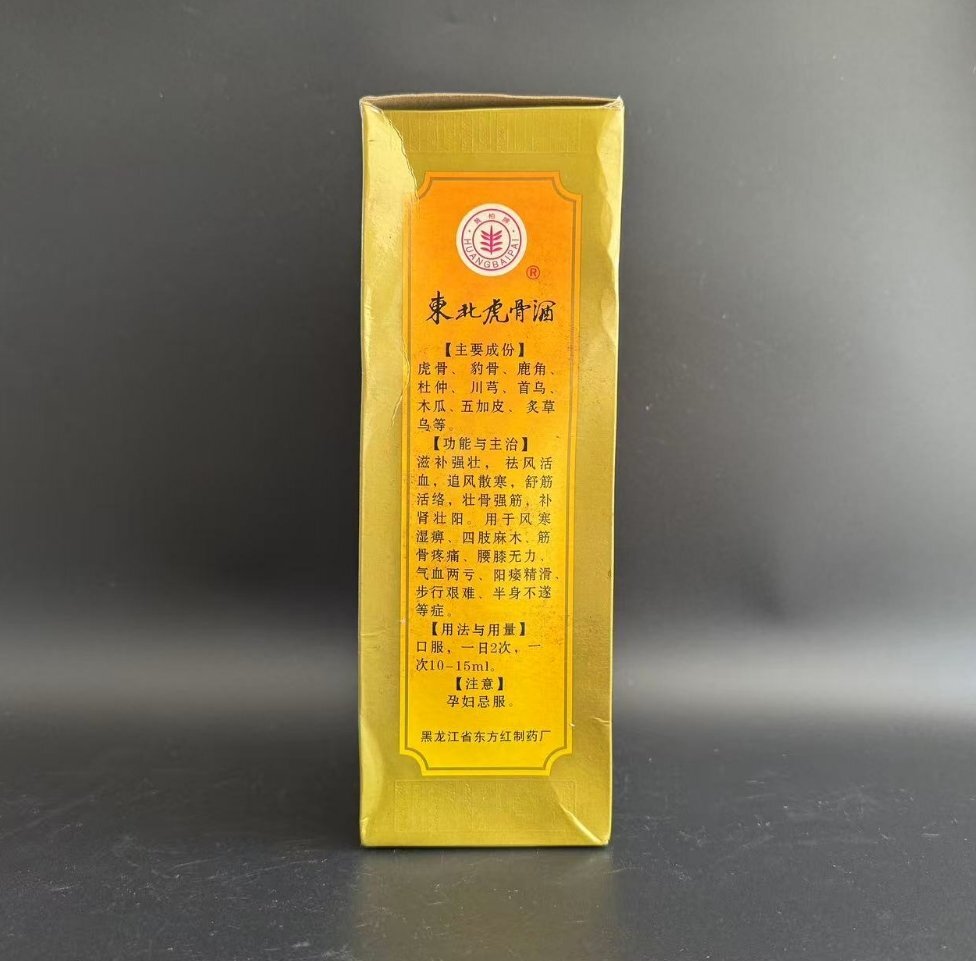 黄柏牌
HUANGBAIPAI
®
東北虎骨酒
【主要成份】
虎骨、豹骨、鹿角、
杜仲、川芎、首乌、
木瓜、五加皮、炙草
乌等。
【功能与主治】
滋补强壮，祛风活
血，追风散寒，舒筋
活络，壮骨强筋，补
肾壮阳。用于风寒
湿痹、四肢麻木、筋
骨疼痛、腰膝无力、
气血两亏、阳痿精滑、
步行艰难、半身不遂
等症。
【用法与用量】
口服，一日2次，一
次10-15ml。
【注意】
孕妇忌服。
黑龙江省东方红制药厂